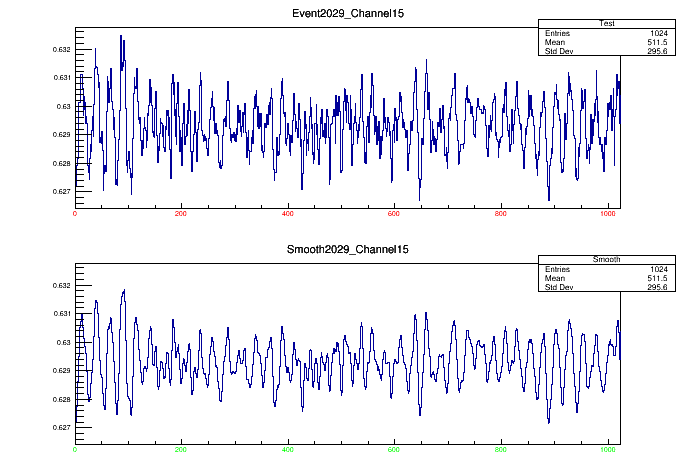 Event2029_Channel15
Test
Entries 1024
Mean 511.5
Std Dev 295.6
0.632
0.631
0.63
0.629
0.628
0.627
0 200 400 600 800 1000
Smooth2029_Channel15
Smooth
Entries 1024
Mean 511.5
Std Dev 295.6
0.632
0.631
0.63
0.629
0.628
0.627
0 200 400 600 800 1000